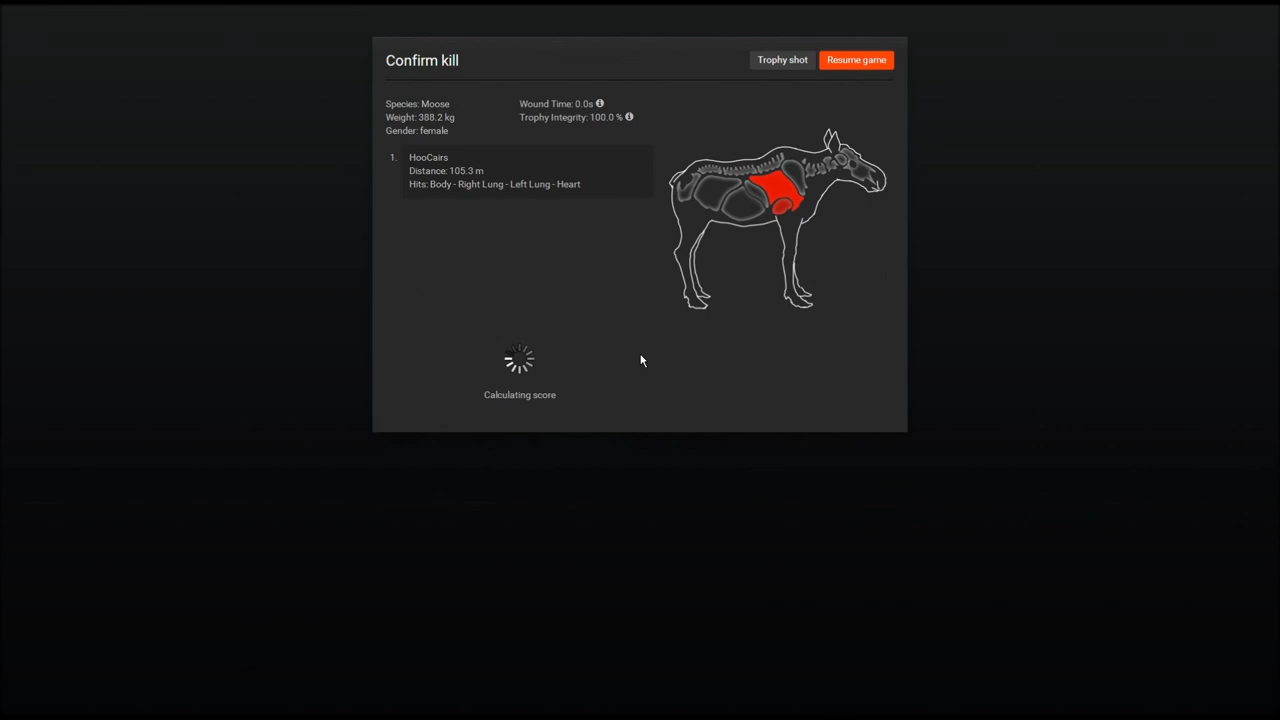 Confirm kill
Trophy shot
Resume game
Species: Moose
Weight: 388.2 kg
Gender: female
Wound Time: 0.0s
Trophy Integrity: 100.0 %
1.
HooCairs
Distance: 105.3 m
Hits: Body - Right Lung - Left Lung - Heart
Calculating score